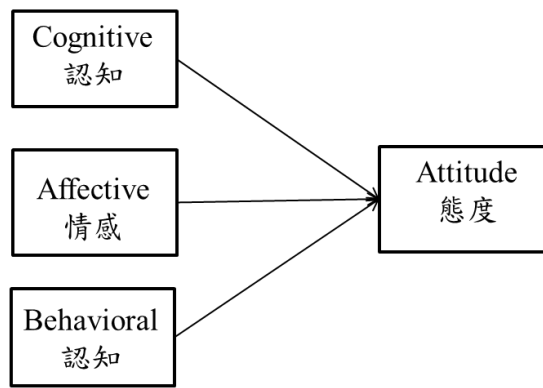 Cognitive
認知
Affective
情感
Behavioral
認知
Attitude
態度